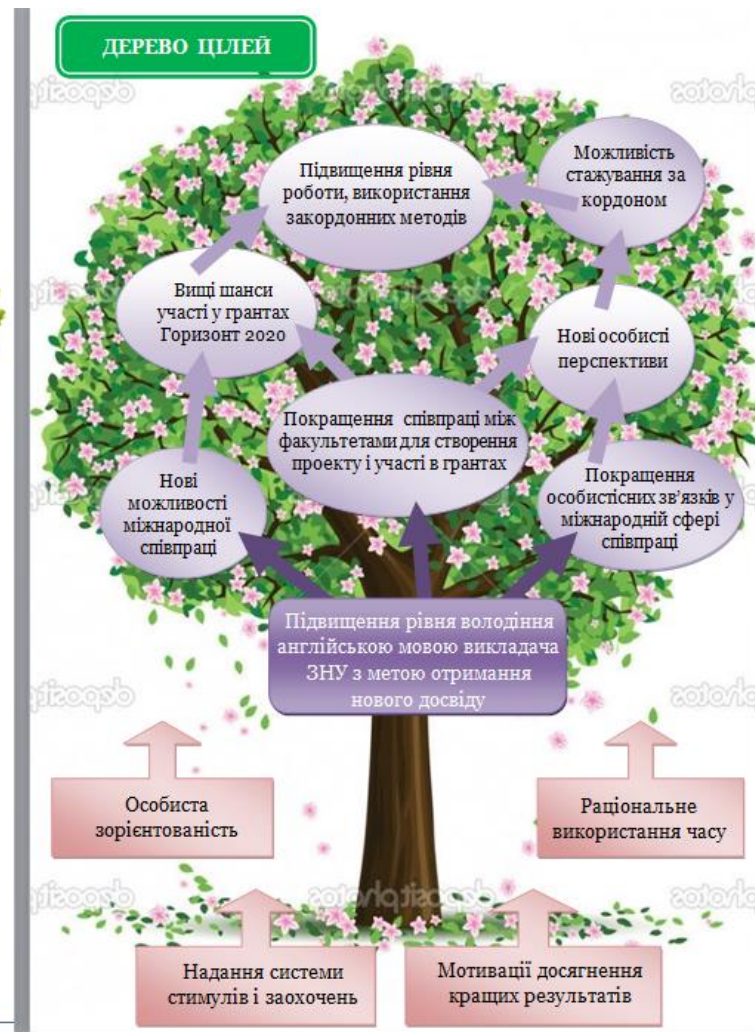 ДЕРЕВО ЦІЛЕЙ
Підвищення рівня
роботи, використання
закордонних методів
Можливість
стажування за
кордоном
Вищі шанси
участі у грантах
Горизонт 2020
Нові особисті
перспективи
Покращення співпраці між
факультетами для створення
проекту і участі в грантах
Нові
можливості
міжнародної
співпраці
Покращення
особистісних зв’язків у
міжнародній сфері
співпраці
Підвищення рівня володіння
англійською мовою викладача
ЗНУ з метою отримання
нового досвіду
Особиста
зорієнтованість
Раціональне
використання часу
Надання системи
стимулів і заохочень
Мотивації досягнення
кращих результатів